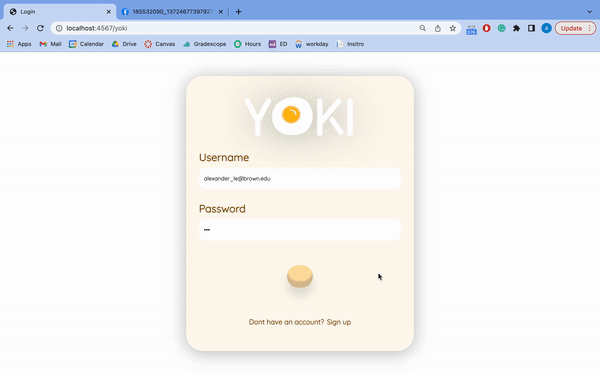 Login
localhost:4567/yoki
Update
Apps
Mail
Calendar
Drive
Canvas
Gradescope
Hours
ED
workday
Insitro
YOKI
Username
alexander_le@brown.edu
Password
Dont have an account? Sign up